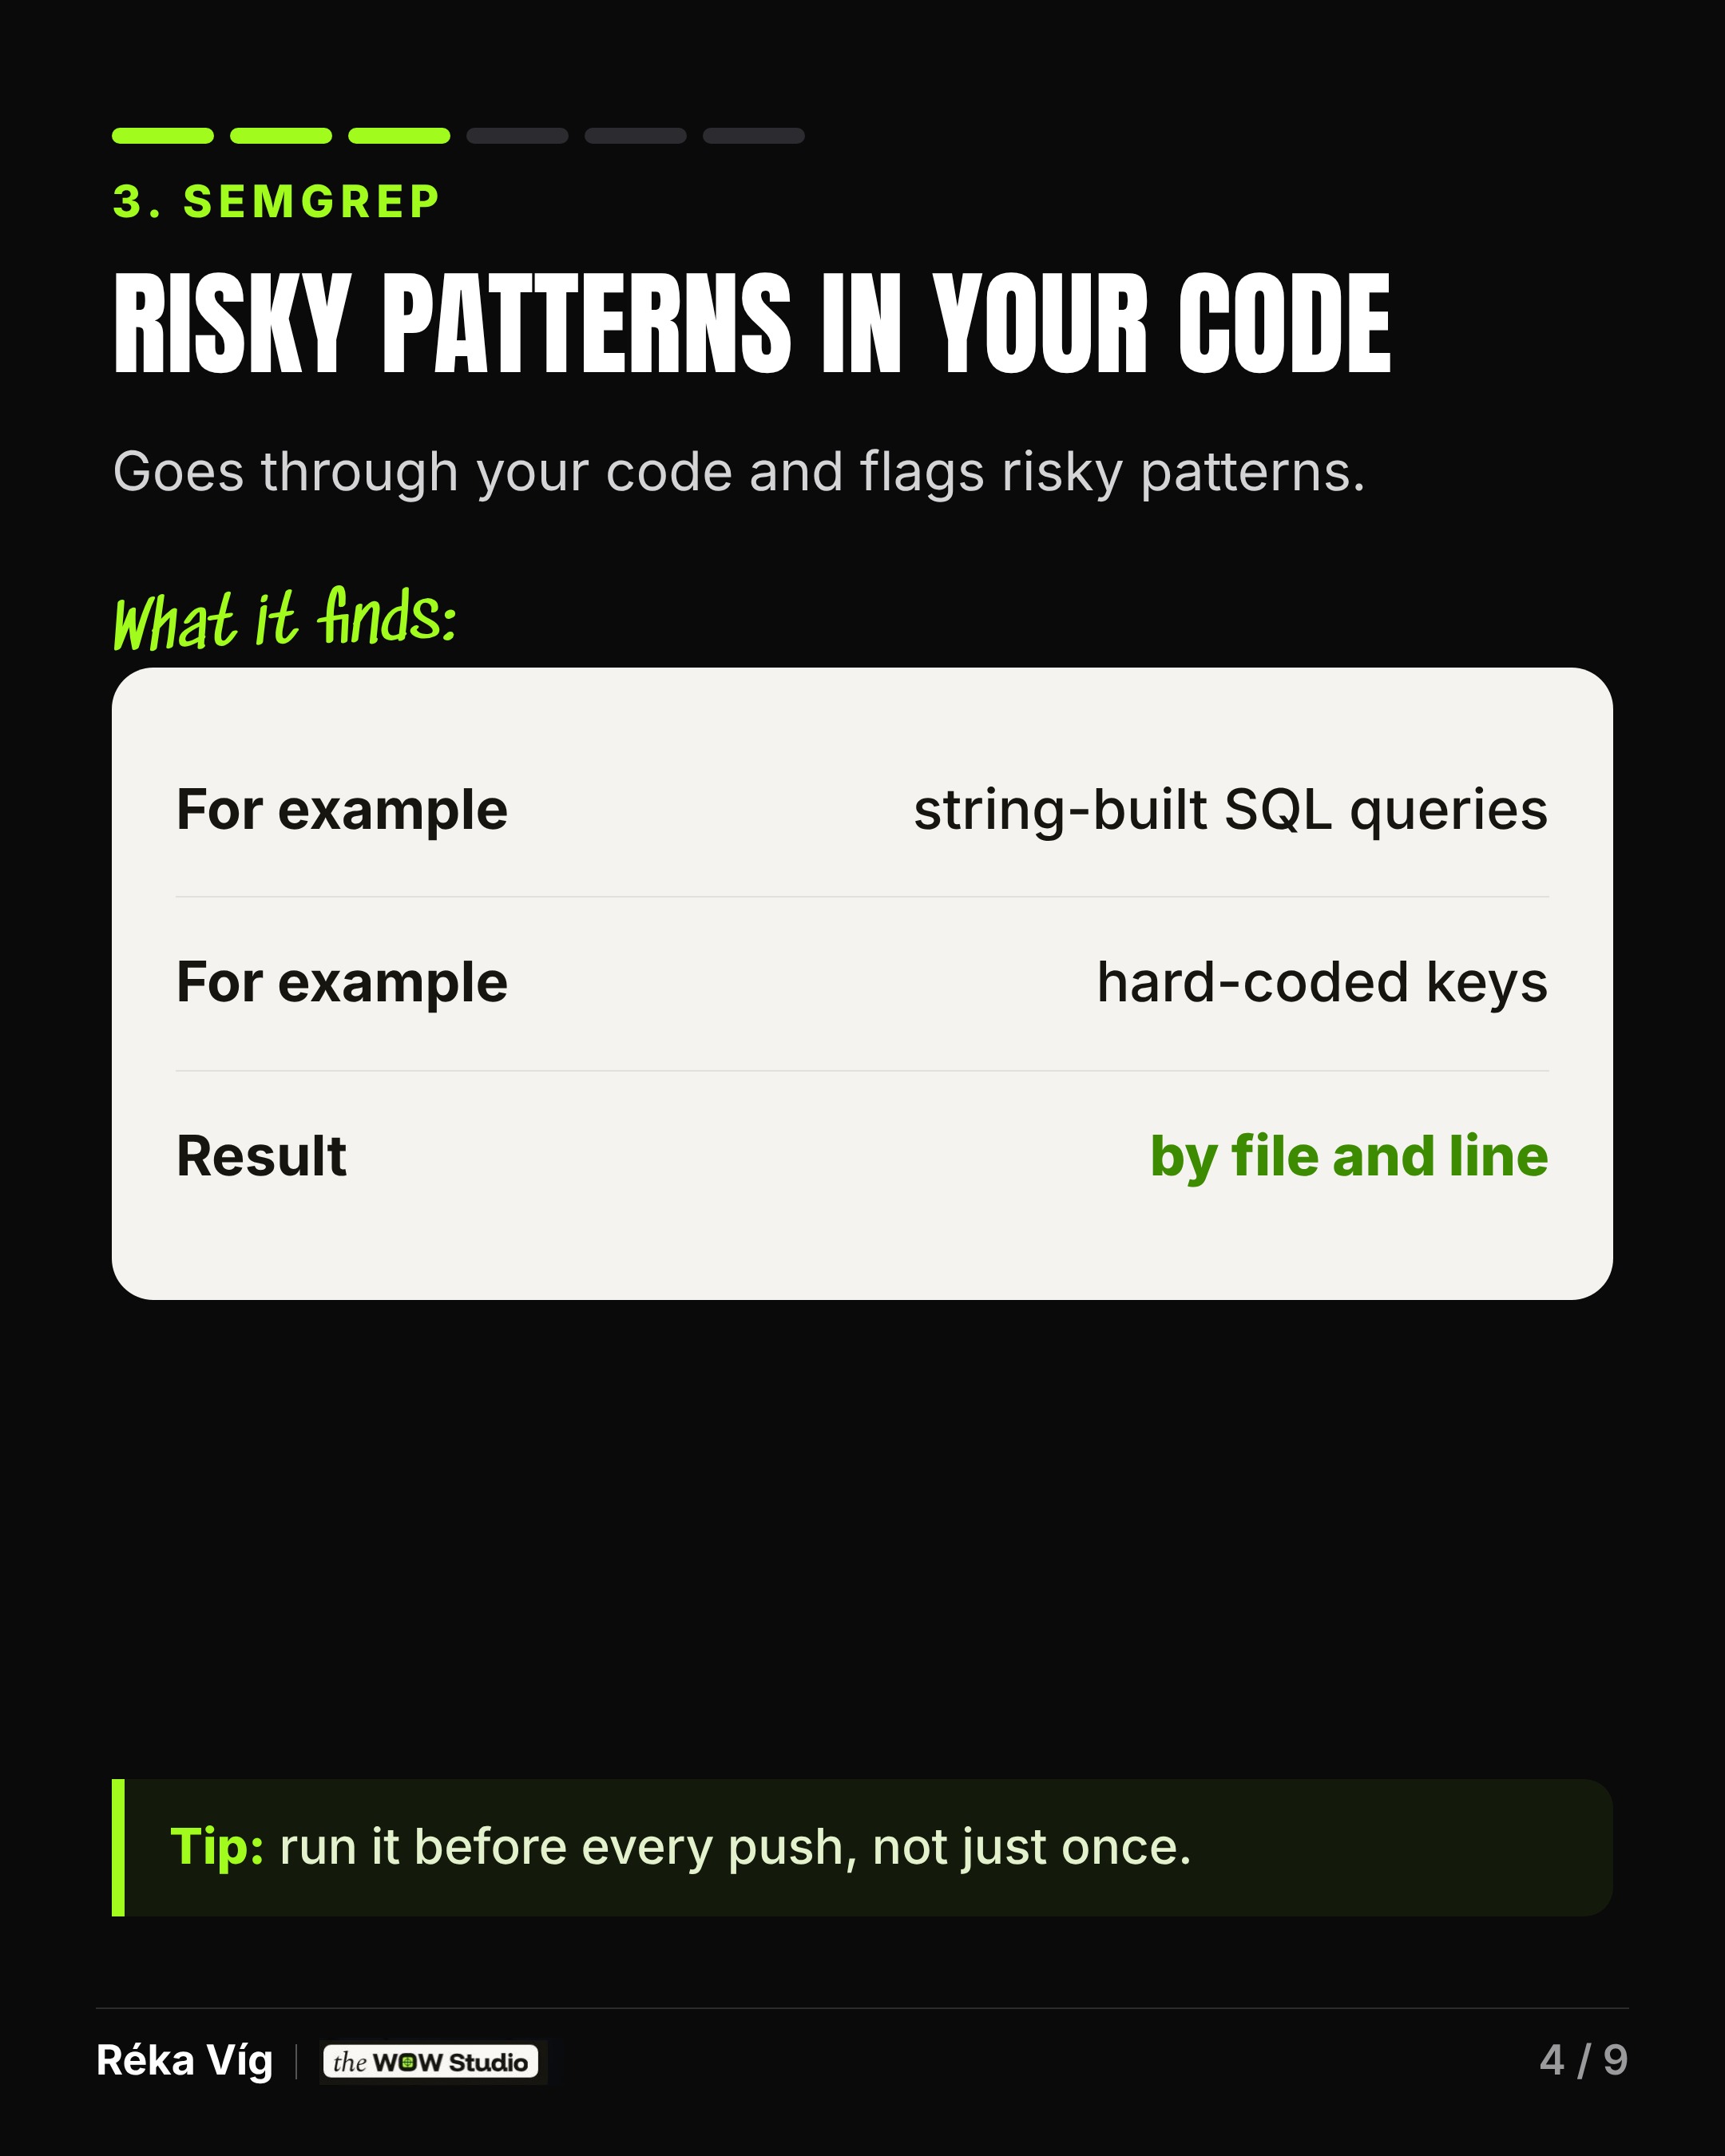 3. SEMGREP
RISKY PATTERNS IN YOUR CODE
Goes through your code and flags risky patterns.
What it finds:
For example string-built SQL queries
For example hard-coded keys
Result by file and line
Tip: run it before every push, not just once.
Réka Víg the WOW Studio 4 / 9